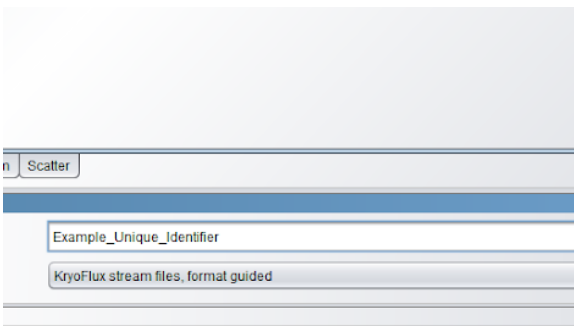 Scatter
Example_Unique_Identifier
KryoFlux stream files, format guided